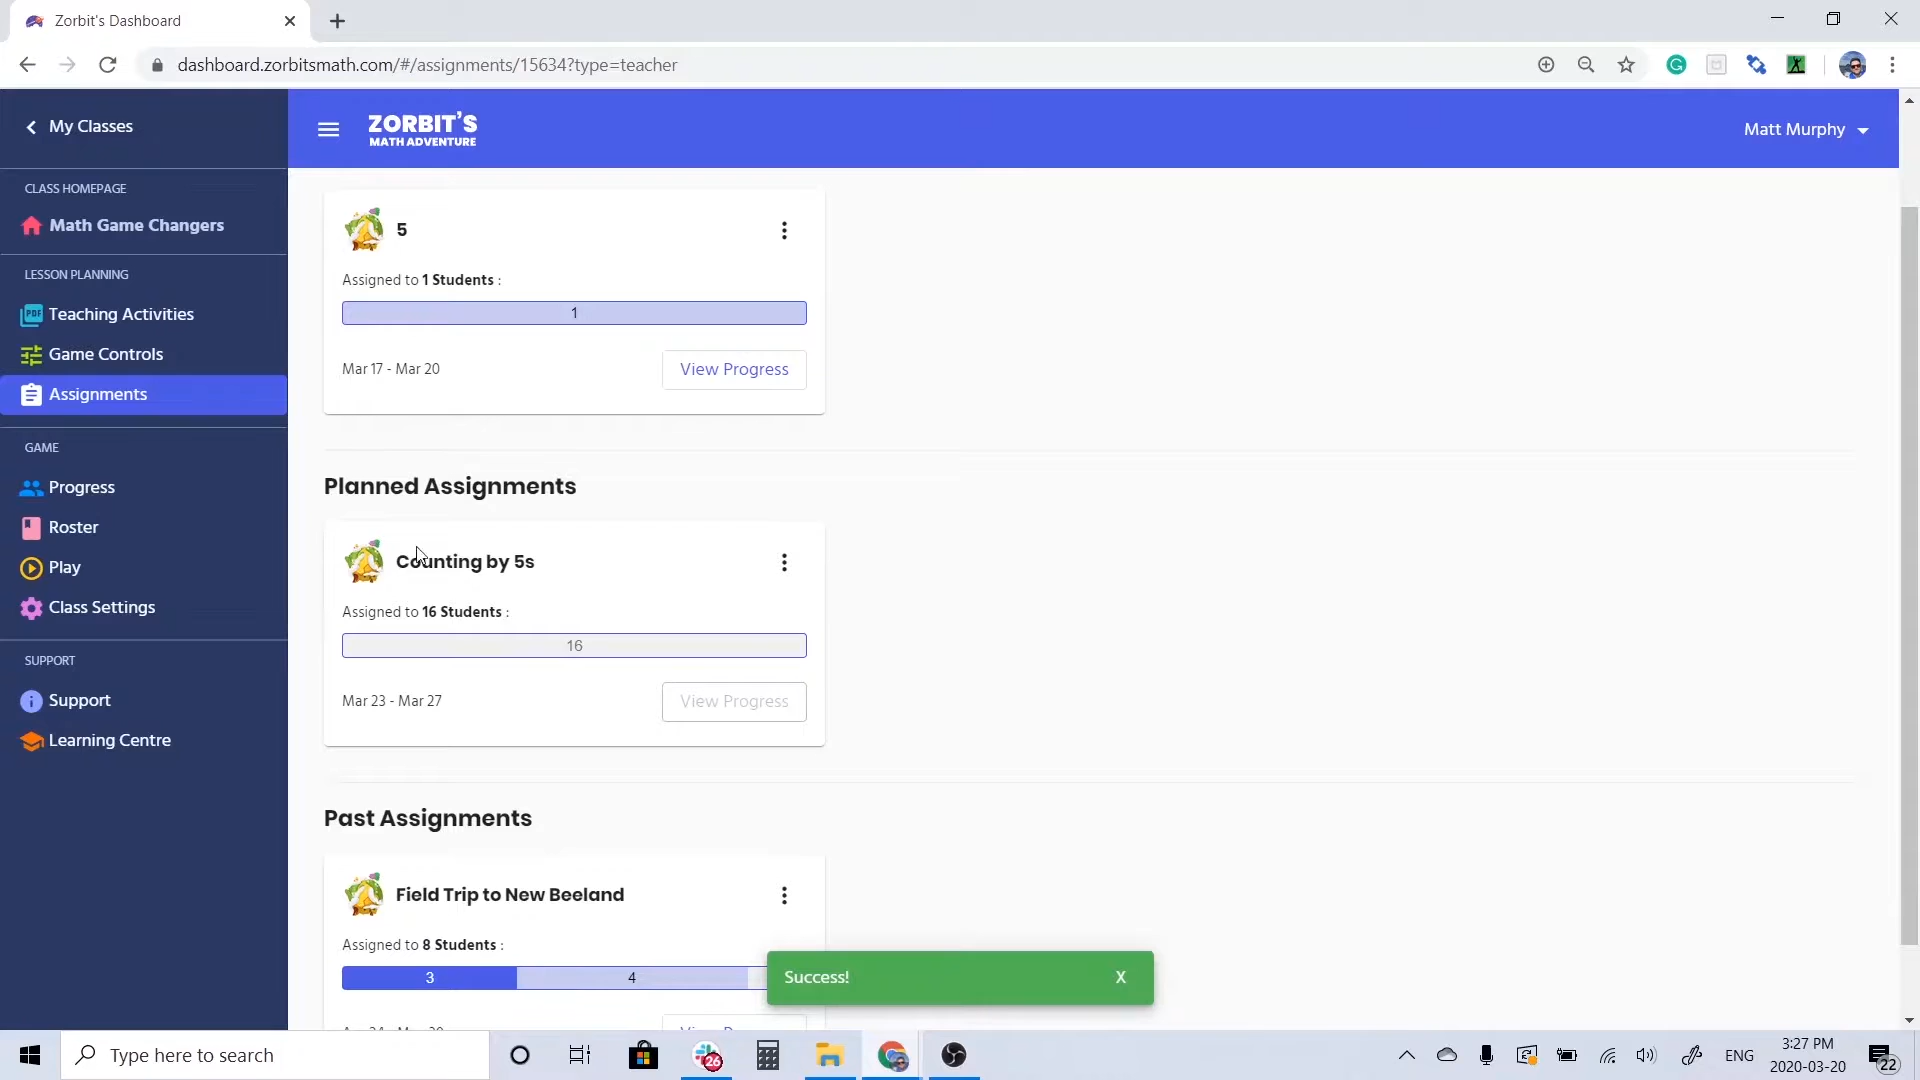 Zorbit's Dashboard
dashboard.zorbitsmath.com/#/assignments/15634?type=teacher
My Classes
ZORBIT'S
MATH ADVENTURE
Matt Murphy
CLASS HOMEPAGE
Math Game Changers
LESSON PLANNING
PDF Teaching Activities
Game Controls
Assignments
GAME
Progress
Roster
Play
Class Settings
SUPPORT
Support
Learning Centre
5
Assigned to 1 Students :
1
Mar 17 - Mar 20
View Progress
Planned Assignments
Counting by 5s
Assigned to 16 Students :
16
Mar 23 - Mar 27
View Progress
Past Assignments
Field Trip to New Beeland
Assigned to 8 Students :
3 4
Success! X
Type here to search
26
ENG
3:27 PM
2020-03-20
22